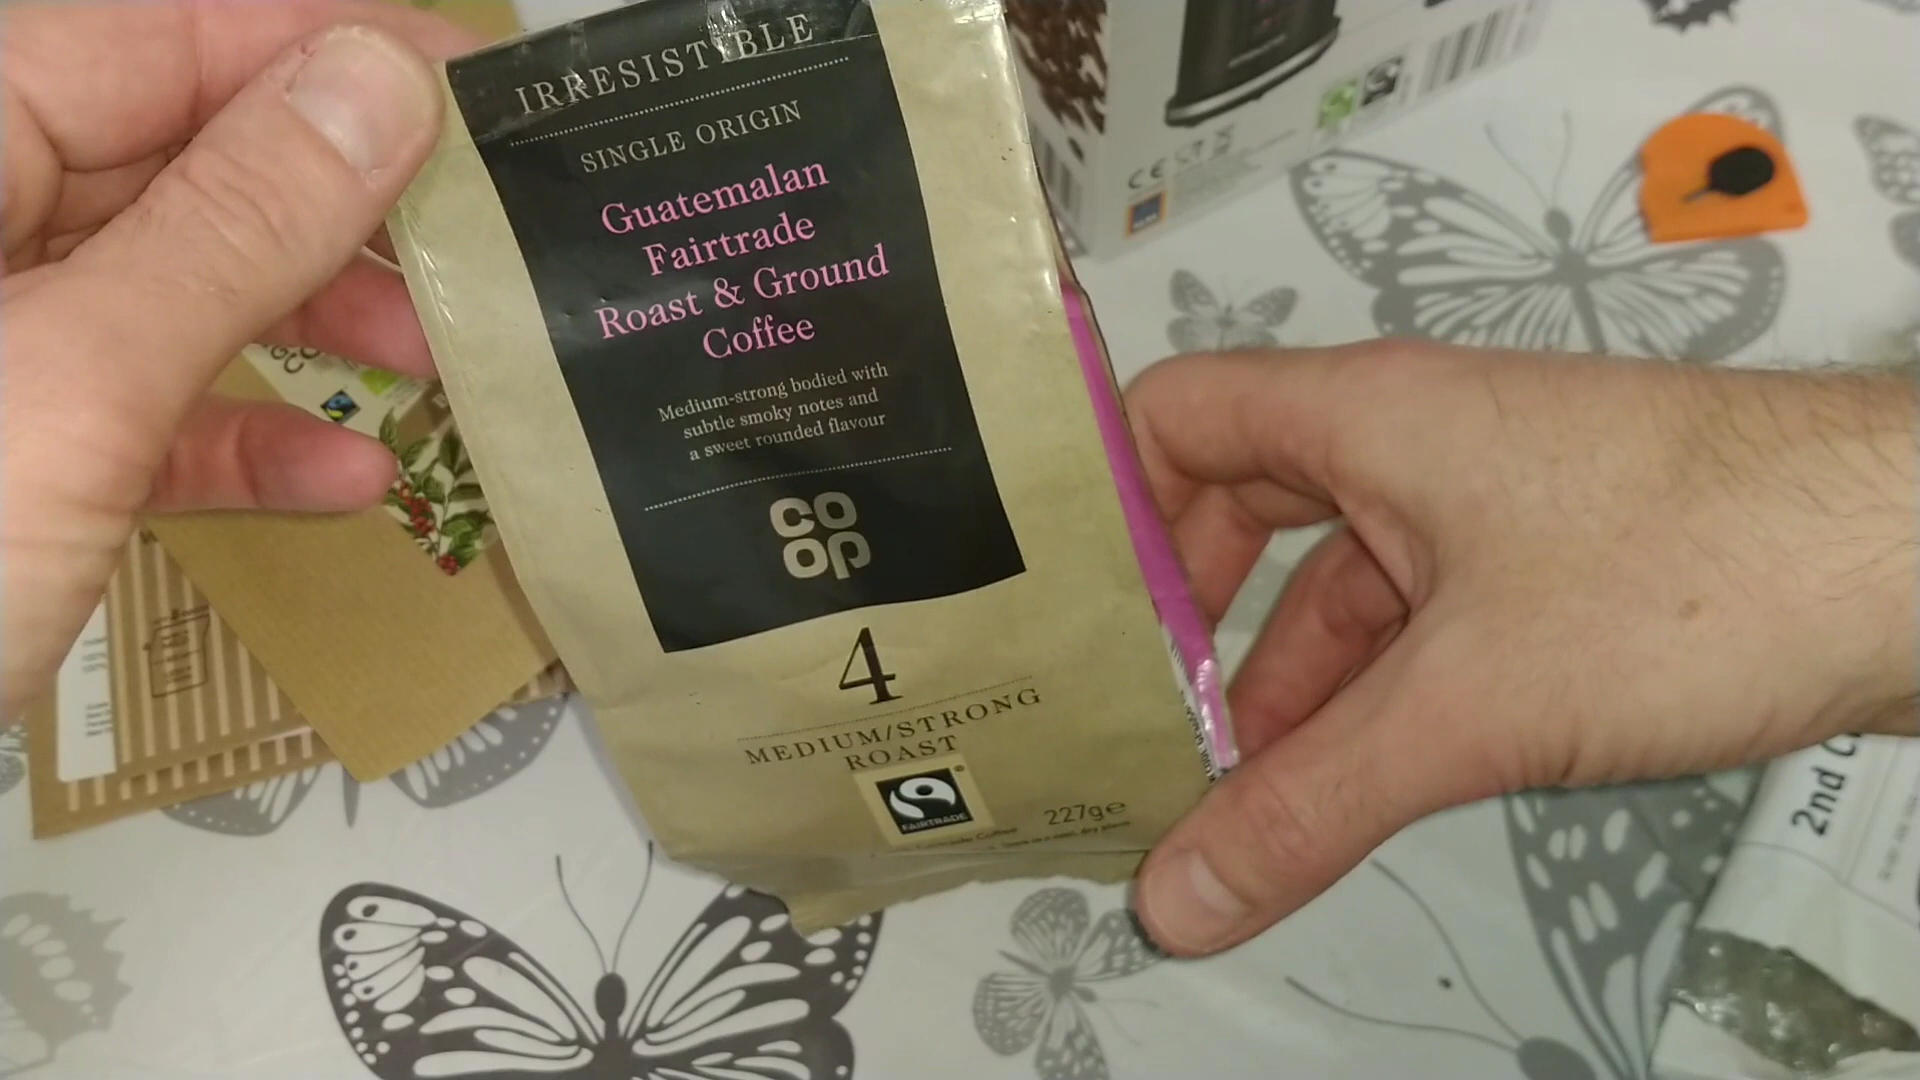 IRRESISTIBLE
SINGLE ORIGIN
Guatemalan
Fairtrade
Roast & Ground
Coffee
Medium-strong bodied with
subtle smoky notes and
a sweet rounded flavour
CO
OP
4
MEDIUM/STRONG
ROAST
FAIRTRADE
227g℮
CE
2nd